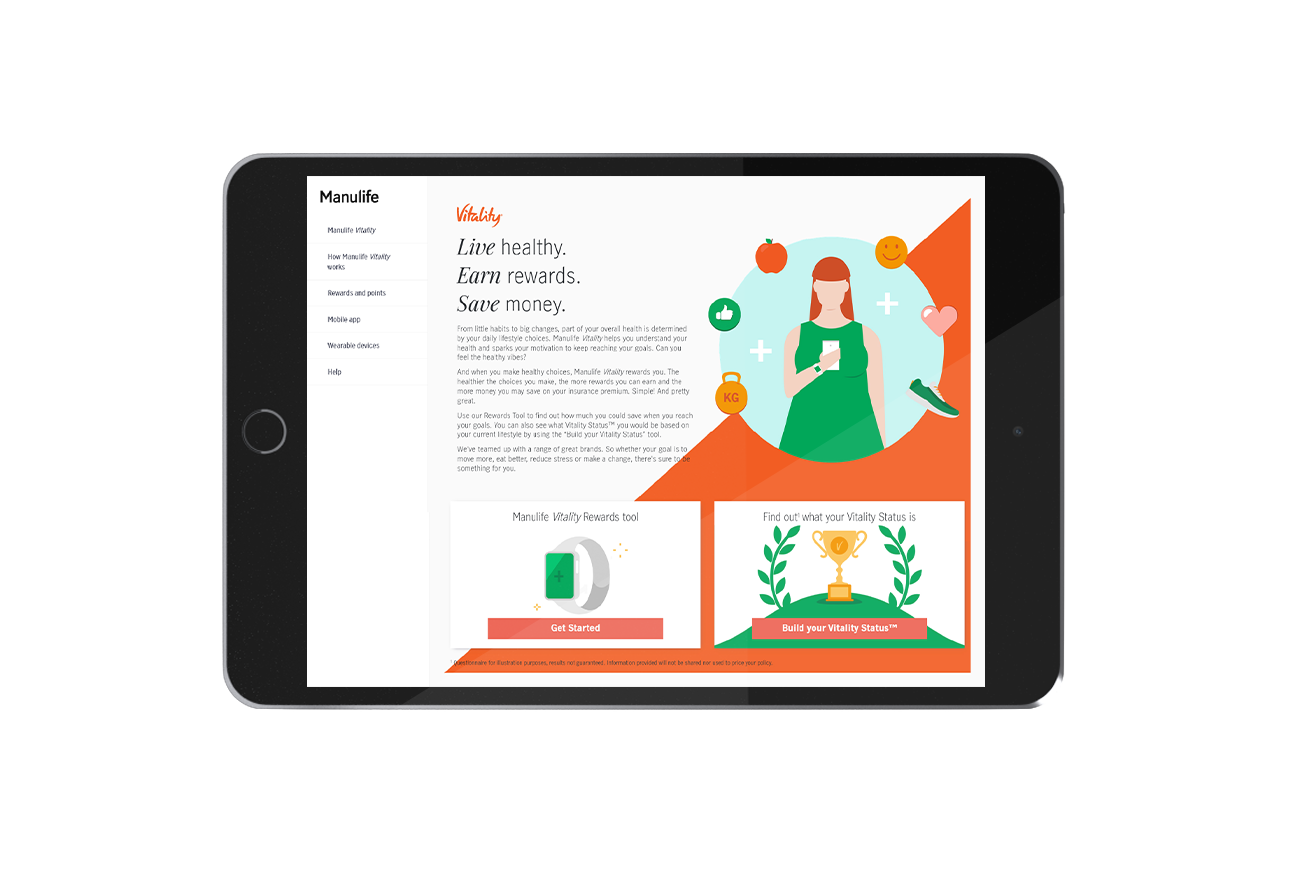 Manulife
Manulife Vitality
How Manulife Vitality
works
Rewards and points
Mobile app
Wearable devices
Help
Vitality
Live healthy.
Earn rewards.
Save money.
From little habits to big changes, part of your overall health is determined
by your daily lifestyle choices. Manulife Vitality helps you understand your
health and sparks your motivation to keep reaching your goals. Can you
feel the healthy vibes?
And when you make healthy choices, Manulife Vitality rewards you. The
healthier the choices you make, the more rewards you can earn and the
more money you may save on your insurance premium. Simple! And pretty
great.
Use our Rewards Tool to find out how much you could save when you reach
your goals. You can also see what Vitality Status™ you would be based on
your current lifestyle by using the "Build your Vitality Status" tool.
We've teamed up with a range of great brands. So whether your goal is to
move more, eat better, reduce stress or make a change, there's sure to be
something for you.
KG
Manulife Vitality Rewards tool
Get Started
Find out¹ what your Vitality Status is
V
Build your Vitality Status™
¹ Questionnaire for illustration purposes, results not guaranteed. Information provided will not be shared nor used to price your policy.